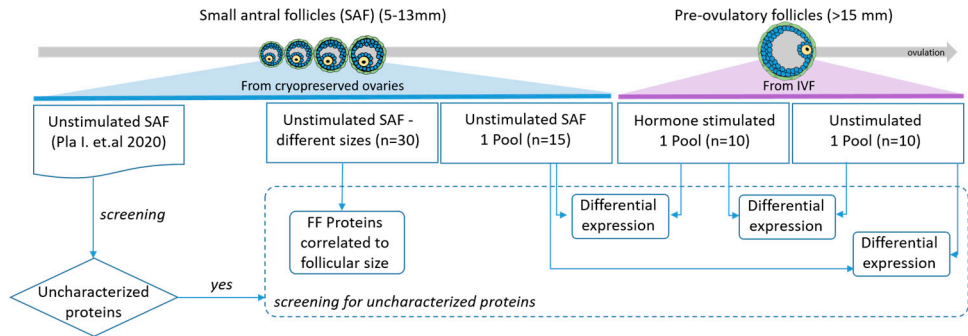 Small antral follicles (SAF) (5-13mm)
Pre-ovulatory follicles (>15 mm)
ovulation
From cryopreserved ovaries
From IVF
Unstimulated SAF
(Pla I. et.al 2020)
Unstimulated SAF -
different sizes (n=30)
Unstimulated SAF
1 Pool (n=15)
Hormone stimulated
1 Pool (n=10)
Unstimulated
1 Pool (n=10)
screening
FF Proteins
correlated to
follicular size
Differential
expression
Differential
expression
Differential
expression
Uncharacterized
proteins
yes
screening for uncharacterized proteins